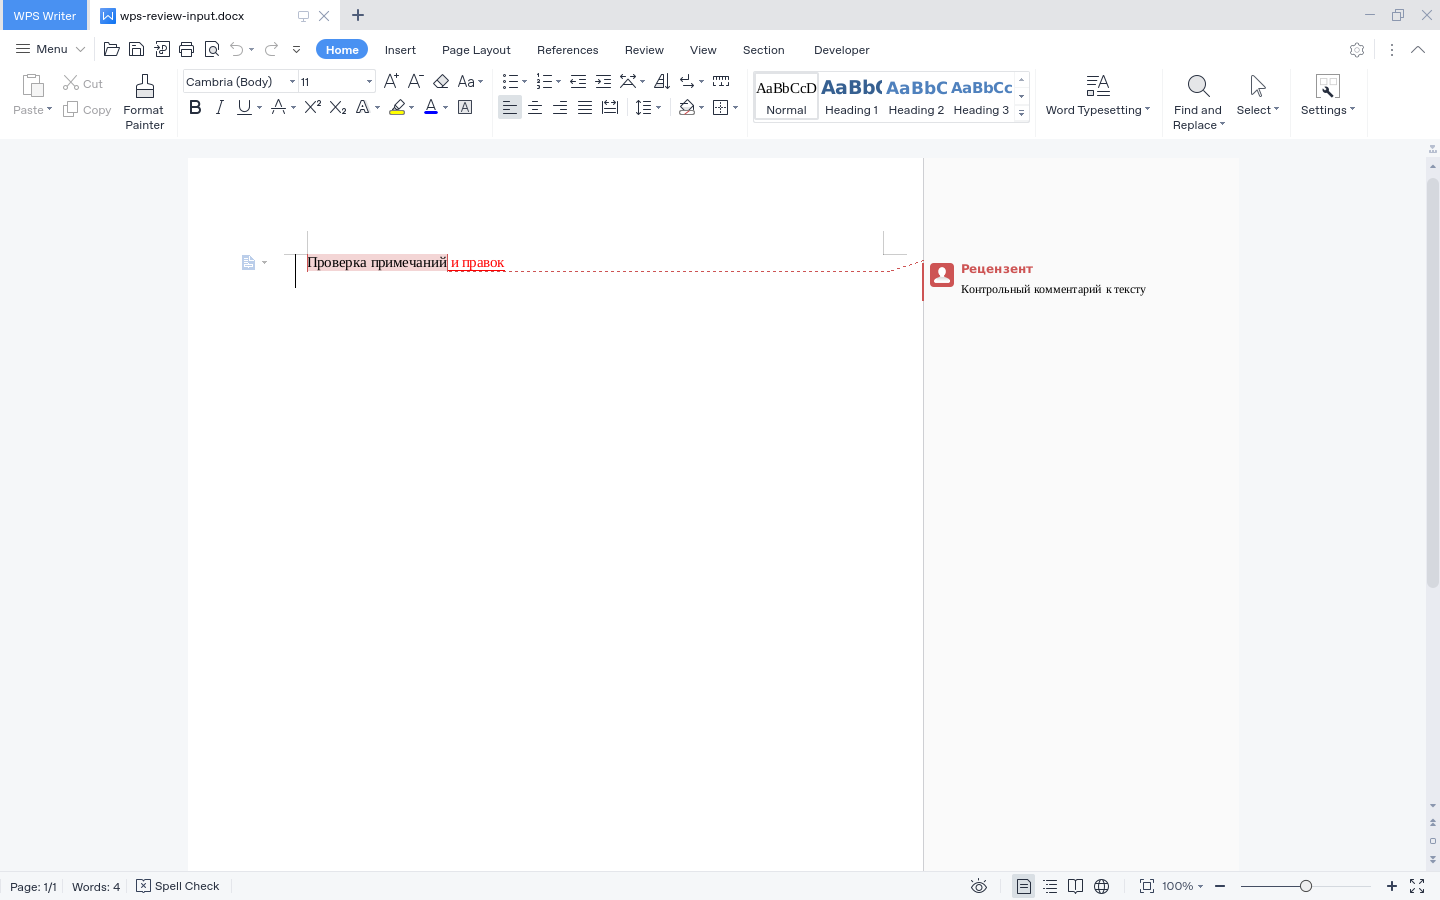 WPS Writer
wps-review-input.docx
Menu
Home
Insert
Page Layout
References
Review
View
Section
Developer
Paste
Cut
Copy
Format
Painter
Cambria (Body)
11
AaBbCcD
Normal
AaBbC
Heading 1
AaBbC
Heading 2
AaBbCc
Heading 3
Word Typesetting
Find and
Replace
Select
Settings
Проверка примечаний и правок
Рецензент
Контрольный комментарий к тексту
Page: 1/1
Words: 4
Spell Check
100%